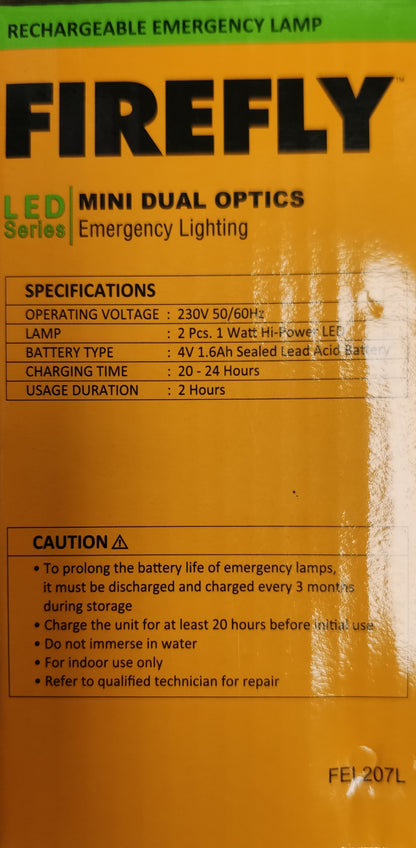 RECHARGEABLE EMERGENCY LAMP
FIREFLY™
LED Series
MINI DUAL OPTICS
Emergency Lighting
SPECIFICATIONS
OPERATING VOLTAGE : 230V 50/60Hz
LAMP : 2 Pcs. 1 Watt Hi-Power LED
BATTERY TYPE : 4V 1.6Ah Sealed Lead Acid Battery
CHARGING TIME : 20 - 24 Hours
USAGE DURATION : 2 Hours
CAUTION ⚠
• To prolong the battery life of emergency lamps,
it must be discharged and charged every 3 months
during storage
• Charge the unit for at least 20 hours before initial use
• Do not immerse in water
• For indoor use only
• Refer to qualified technician for repair
FEL 207L